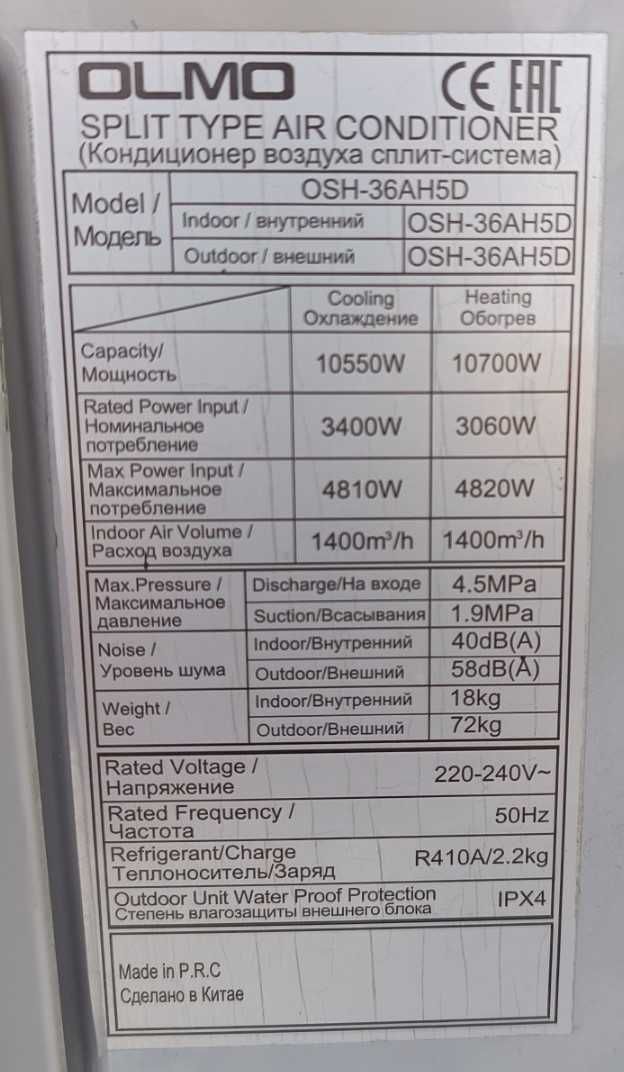 OLMO CE EAC
SPLIT TYPE AIR CONDITIONER
(Кондиционер воздуха сплит-система)
Model / Модель OSH-36AH5D
Indoor / внутренний OSH-36AH5D
Outdoor / внешний OSH-36AH5D
Cooling Heating
Охлаждение Обогрев
Capacity/
Мощность 10550W 10700W
Rated Power Input /
Номинальное 3400W 3060W
потребление
Max Power Input /
Максимальное 4810W 4820W
потребление
Indoor Air Volume /
Расход воздуха 1400m³/h 1400m³/h
Max.Pressure / Discharge/На входе 4.5MPa
Максимальное
давление Suction/Всасывания 1.9MPa
Noise / Indoor/Внутренний 40dB(A)
Уровень шума Outdoor/Внешний 58dB(A)
Weight / Indoor/Внутренний 18kg
Вес Outdoor/Внешний 72kg
Rated Voltage /
Напряжение 220-240V~
Rated Frequency / 50Hz
Частота
Refrigerant/Charge R410A/2.2kg
Теплоноситель/Заряд
Outdoor Unit Water Proof Protection IPX4
Степень влагозащиты внешнего блока
Made in P.R.C
Сделано в Китае